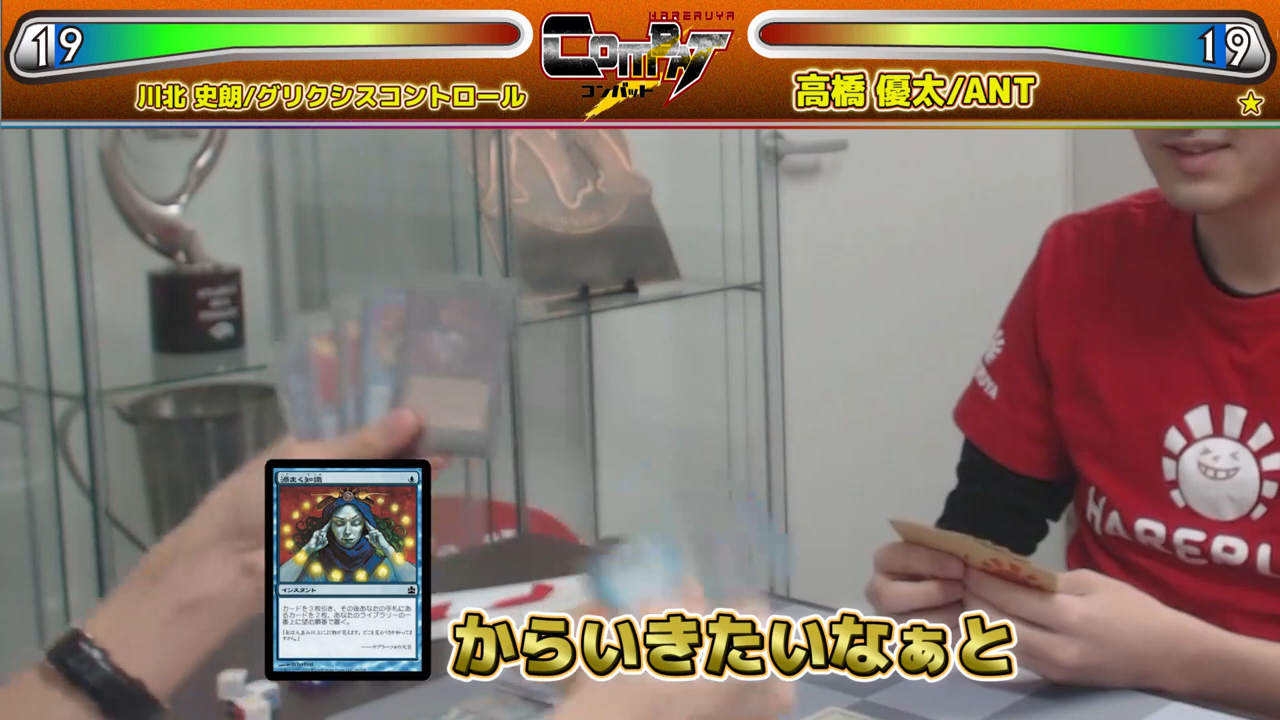 19
HARERUYA
COMBAT
コンバット
19
川北 史朗/グリクシスコントロール
高橋 優太/ANT
渦まく知識
インスタント
カードを3枚引き、その後あなたの手札にあ
るカードを2枚、あなたのライブラリーの一
番上に望む順番で置く。
からいきたいなぁと